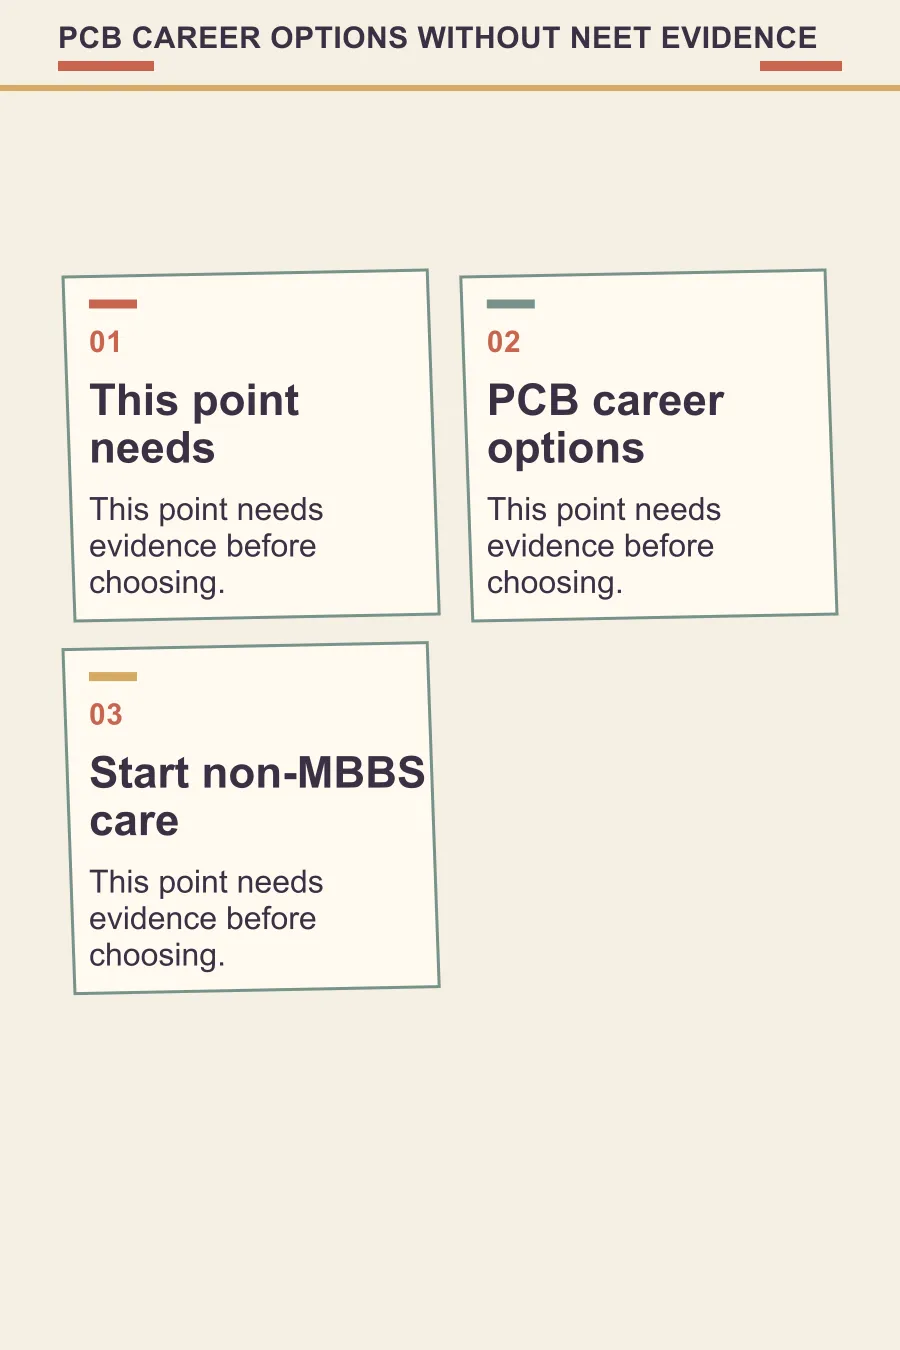 PCB CAREER OPTIONS WITHOUT NEET EVIDENCE
01
This point
needs
This point needs
evidence before
choosing.
02
PCB career
options
This point needs
evidence before
choosing.
03
Start non-MBBS
care
This point needs
evidence before
choosing.